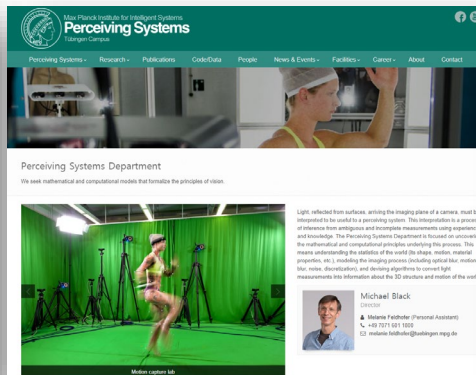 Max Planck Institute for Intelligent Systems
Perceiving Systems
Tübingen Campus
Perceiving Systems Research Publications Code/Data People News & Events Facilities Career About Contact
Perceiving Systems Department
We seek mathematical and computational models that formalize the principles of vision.
Light, reflected from surfaces, arriving the imaging plane of a camera, must b
interpreted to be useful to a perceiving system. This interpretation is a proces
of inference from ambiguous and incomplete measurements using experienc
and knowledge. The Perceiving Systems Department is focused on uncoverin
the mathematical and computational principles underlying this process. This
means understanding the statistics of the world (its shape, motion, material
properties, etc.), modeling the imaging process (including optical blur, motion
blur, noise, discretization), and devising algorithms to convert light
measurements into information about the 3D structure and motion of the worl
Michael Black
Director
Melanie Feldhofer (Personal Assistant)
+49 7071 601 1800
melanie.feldhofer@tuebingen.mpg.de
Motion capture lab